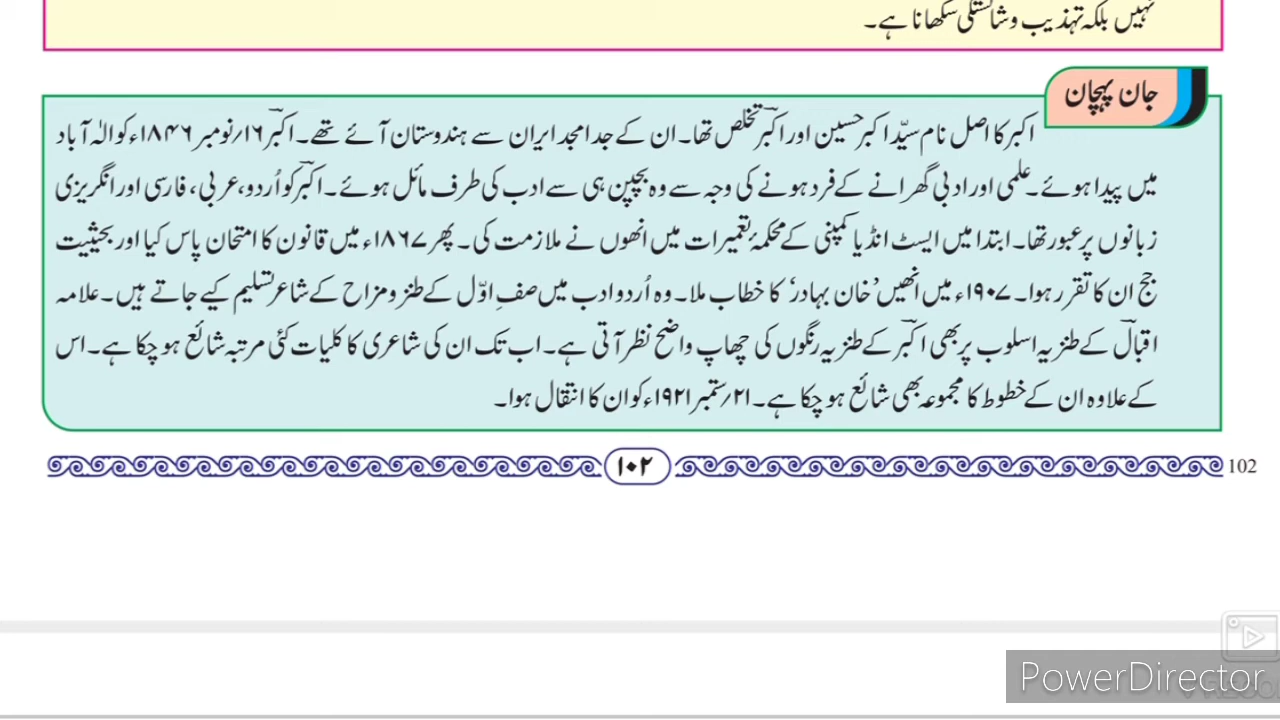 نہیں بلکہ تہذیب و شائستگی سکھانا ہے۔
جان پہچان
اکبر کا اصل نام سیّد اکبر حسین اور اکبرؔ تخلص تھا۔ ان کے جد امجد ایران سے ہندوستان آئے تھے۔ اکبرؔ ۱۶؍ نومبر ۱۸۴۶ء کو الہٰ آباد
میں پیدا ہوئے۔ علمی اور ادبی گھرانے کے فرد ہونے کی وجہ سے وہ بچپن ہی سے ادب کی طرف مائل ہوئے۔ اکبرؔ کو اُردو، عربی، فارسی اور انگریزی
زبانوں پر عبور تھا۔ ابتدا میں ایسٹ انڈیا کمپنی کے محکمۂ تعمیرات میں انھوں نے ملازمت کی۔ پھر ۱۸۶۷ء میں قانون کا امتحان پاس کیا اور بحیثیت
جج ان کا تقرر ہوا۔ ۱۹۰۷ء میں انھیں ’خان بہادر‘ کا خطاب ملا۔ وہ اُردو ادب میں صفِ اوّل کے طنز و مزاح کے شاعر تسلیم کیے جاتے ہیں۔ علامہ
اقبالؔ کے طنزیہ اسلوب پر بھی اکبرؔ کے طنزیہ رنگوں کی چھاپ واضح نظر آتی ہے۔ اب تک ان کی شاعری کا کلیات کئی مرتبہ شائع ہو چکا ہے۔ اس
کے علاوہ ان کے خطوط کا مجموعہ بھی شائع ہو چکا ہے۔ ۲۱؍ ستمبر ۱۹۲۱ء کو ان کا انتقال ہوا۔
۱۰۲
102
PowerDirector